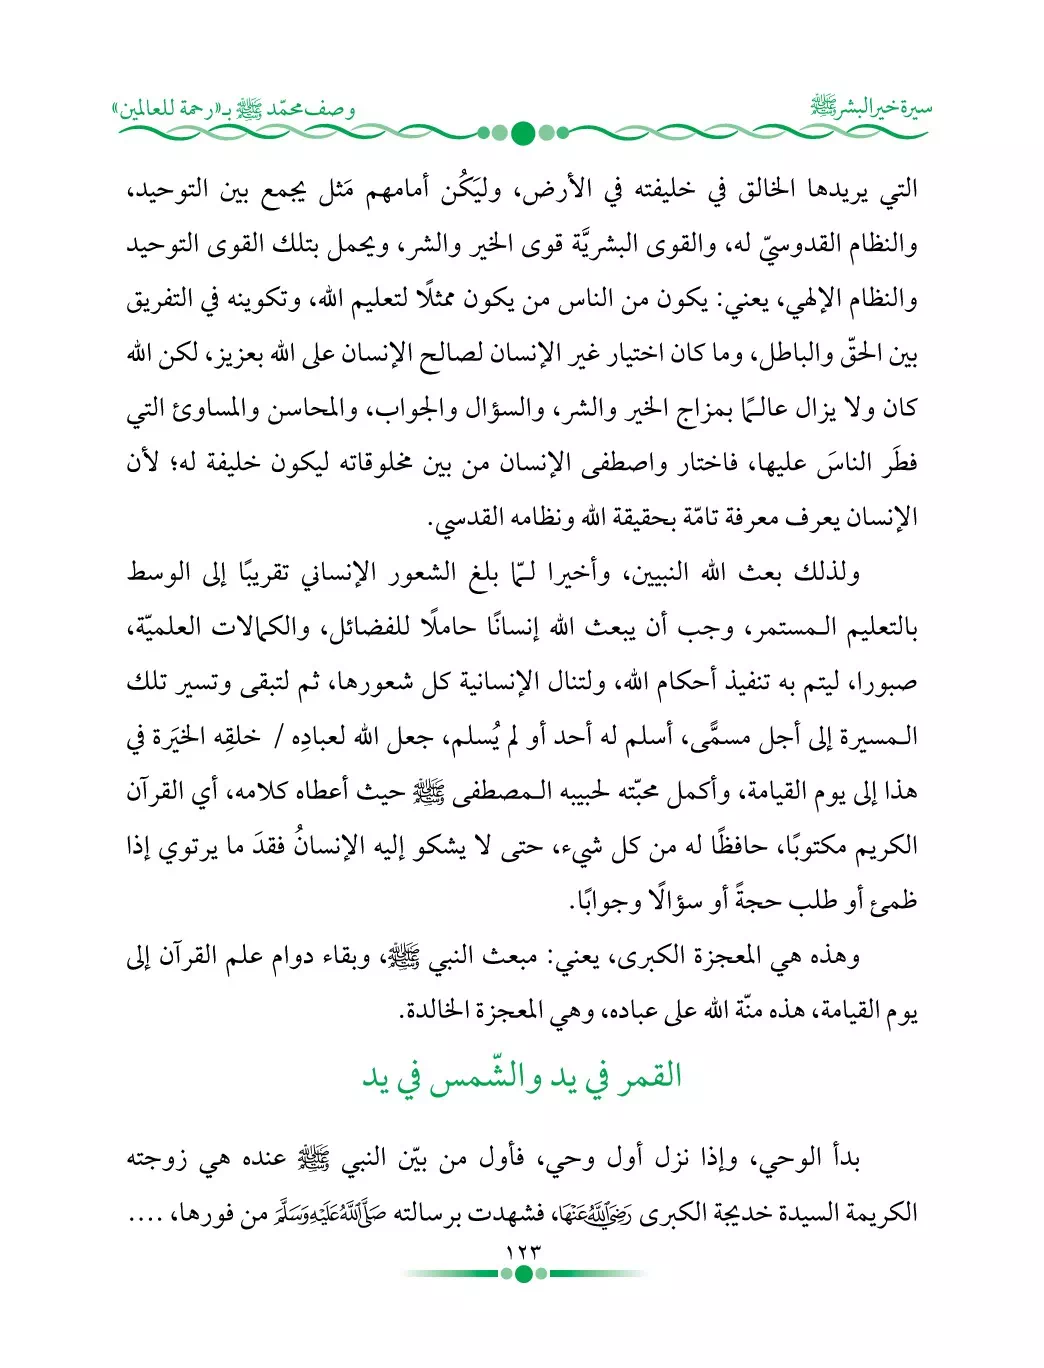 سيرة خير البشر ﷺ
وصف محمّد ﷺ بـ«رحمة للعالمين»
التي يريدها الخالق في خليفته في الأرض، وليَكُن أمامهم مَثل يجمع بين التوحيد،
والنظام القدوسيّ له، والقوى البشريَّة قوى الخير والشر، ويحمل بتلك القوى التوحيد
والنظام الإلهي، يعني: يكون من الناس من يكون ممثلًا لتعليم الله، وتكوينه في التفريق
بين الحقّ والباطل، وما كان اختيار غير الإنسان لصالح الإنسان على الله بعزيز، لكن الله
كان ولا يزال عالـمًا بمزاج الخير والشر، والسؤال والجواب، والمحاسن والمساوئ التي
فطَر الناسَ عليها، فاختار واصطفى الإنسان من بين مخلوقاته ليكون خليفة له؛ لأن
الإنسان يعرف معرفة تامّة بحقيقة الله ونظامه القدسي.
ولذلك بعث الله النبيين، وأخيرا لـمّا بلغ الشعور الإنساني تقريبًا إلى الوسط
بالتعليم الـمستمر، وجب أن يبعث الله إنسانًا حاملًا للفضائل، والكمالات العلميّة،
صبورا، ليتم به تنفيذ أحكام الله، ولتنال الإنسانية كل شعورها، ثم لتبقى وتسير تلك
الـمسيرة إلى أجل مسمًّى، أسلم له أحد أو لم يُسلم، جعل الله لعبادِه / خلقِه الخيَرة في
هذا إلى يوم القيامة، وأكمل محبّته لحبيبه الـمصطفى ﷺ حيث أعطاه كلامه، أي القرآن
الكريم مكتوبًا، حافظًا له من كل شيء، حتى لا يشكو إليه الإنسانُ فقدَ ما يرتوي إذا
ظمئ أو طلب حجةً أو سؤالًا وجوابًا.
وهذه هي المعجزة الكبرى، يعني: مبعث النبي ﷺ، وبقاء دوام علم القرآن إلى
يوم القيامة، هذه منّة الله على عباده، وهي المعجزة الخالدة.
القمر في يد والشّمس في يد
بدأ الوحي، وإذا نزل أول وحي، فأول من بيّن النبي ﷺ عنده هي زوجته
الكريمة السيدة خديجة الكبرى رَضِيَ اللَّهُ عَنْهَا، فشهدت برسالته صَلَّى اللَّهُ عَلَيْهِ وَسَلَّمَ من فورها، ....
١٢٣